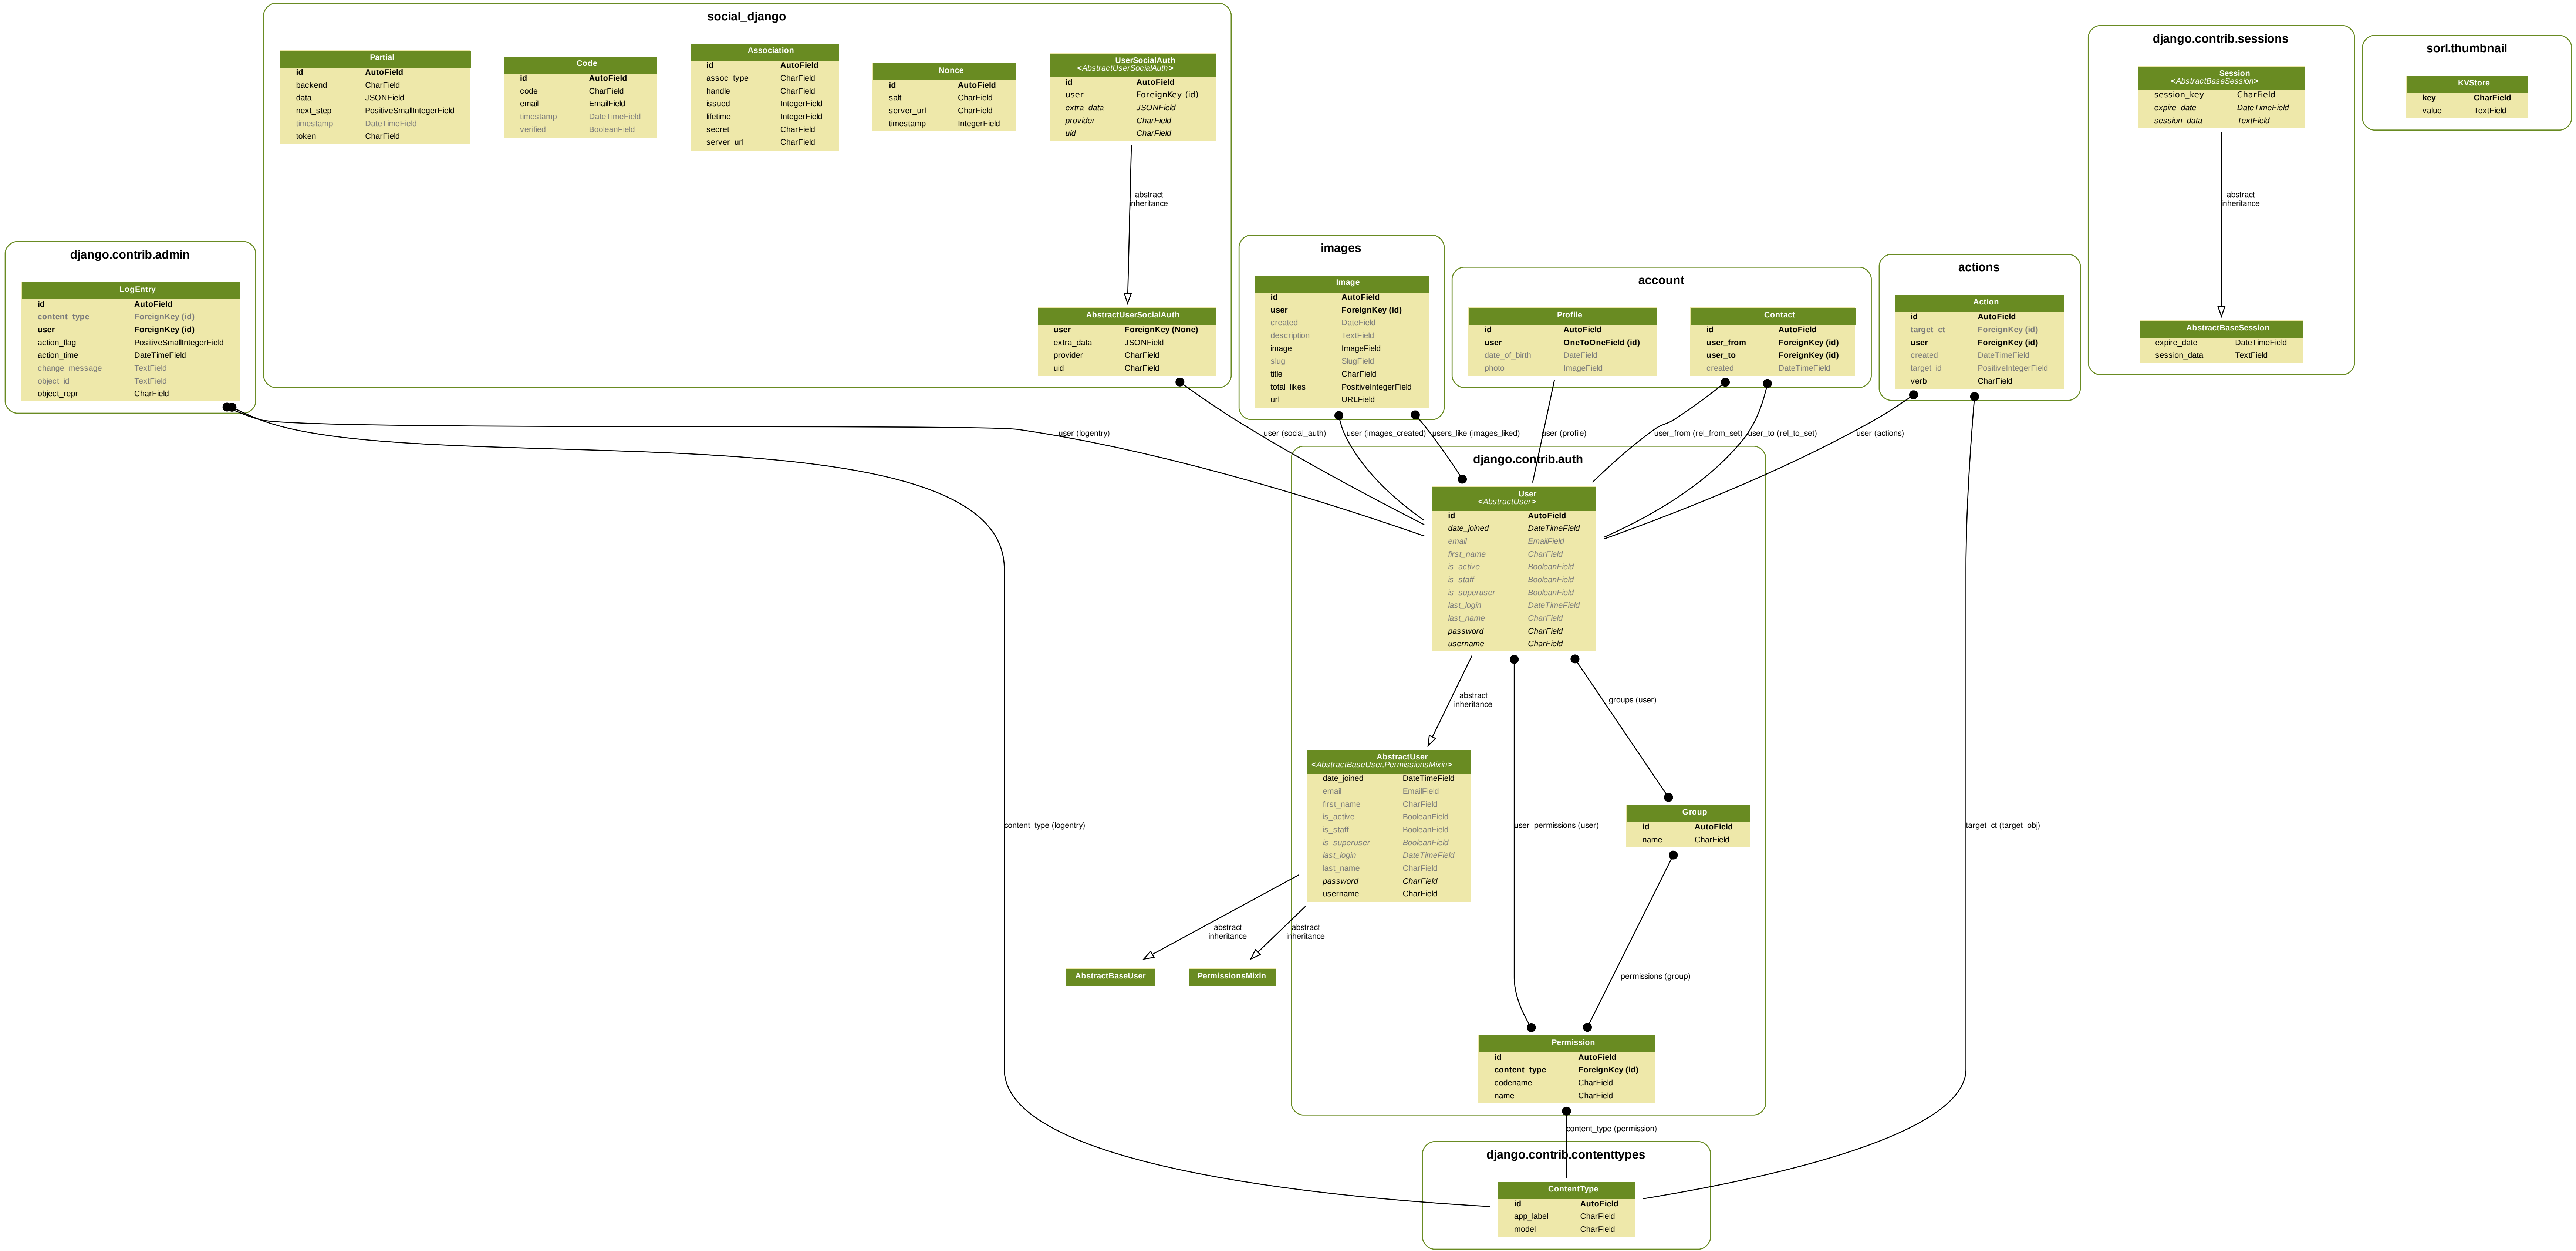 social_django
Partial
id AutoField
backend CharField
data JSONField
next_step PositiveSmallIntegerField
timestamp DateTimeField
token CharField
Code
id AutoField
code CharField
email EmailField
timestamp DateTimeField
verified BooleanField
Association
id AutoField
assoc_type CharField
handle CharField
issued IntegerField
lifetime IntegerField
secret CharField
server_url CharField
Nonce
id AutoField
salt CharField
server_url CharField
timestamp IntegerField
UserSocialAuth
<AbstractUserSocialAuth>
id AutoField
user ForeignKey (id)
extra_data JSONField
provider CharField
uid CharField
abstract
inheritance
AbstractUserSocialAuth
user ForeignKey (None)
extra_data JSONField
provider CharField
uid CharField
django.contrib.sessions
Session
<AbstractBaseSession>
session_key CharField
expire_date DateTimeField
session_data TextField
abstract
inheritance
AbstractBaseSession
expire_date DateTimeField
session_data TextField
sorl.thumbnail
KVStore
key CharField
value TextField
django.contrib.admin
LogEntry
id AutoField
content_type ForeignKey (id)
user ForeignKey (id)
action_flag PositiveSmallIntegerField
action_time DateTimeField
change_message TextField
object_id TextField
object_repr CharField
images
Image
id AutoField
user ForeignKey (id)
created DateField
description TextField
image ImageField
slug SlugField
title CharField
total_likes PositiveIntegerField
url URLField
account
Profile
id AutoField
user OneToOneField (id)
date_of_birth DateField
photo ImageField
Contact
id AutoField
user_from ForeignKey (id)
user_to ForeignKey (id)
created DateTimeField
actions
Action
id AutoField
target_ct ForeignKey (id)
user ForeignKey (id)
created DateTimeField
target_id PositiveIntegerField
verb CharField
user (logentry)
user (social_auth)
user (images_created)
users_like (images_liked)
user (profile)
user_from (rel_from_set)
user_to (rel_to_set)
user (actions)
django.contrib.auth
User
<AbstractUser>
id AutoField
date_joined DateTimeField
email EmailField
first_name CharField
is_active BooleanField
is_staff BooleanField
is_superuser BooleanField
last_login DateTimeField
last_name CharField
password CharField
username CharField
abstract
inheritance
groups (user)
AbstractUser
<AbstractBaseUser,PermissionsMixin>
date_joined DateTimeField
email EmailField
first_name CharField
is_active BooleanField
is_staff BooleanField
is_superuser BooleanField
last_login DateTimeField
last_name CharField
password CharField
username CharField
Group
id AutoField
name CharField
content_type (logentry)
user_permissions (user)
target_ct (target_obj)
abstract
inheritance
abstract
inheritance
AbstractBaseUser
PermissionsMixin
permissions (group)
Permission
id AutoField
content_type ForeignKey (id)
codename CharField
name CharField
content_type (permission)
django.contrib.contenttypes
ContentType
id AutoField
app_label CharField
model CharField